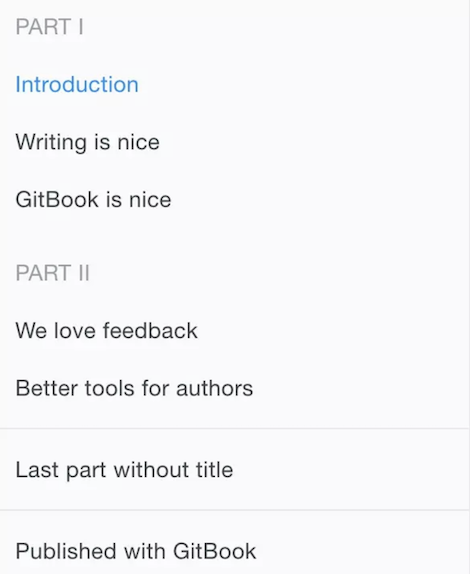 PART I
Introduction
Writing is nice
GitBook is nice
PART II
We love feedback
Better tools for authors
Last part without title
Published with GitBook